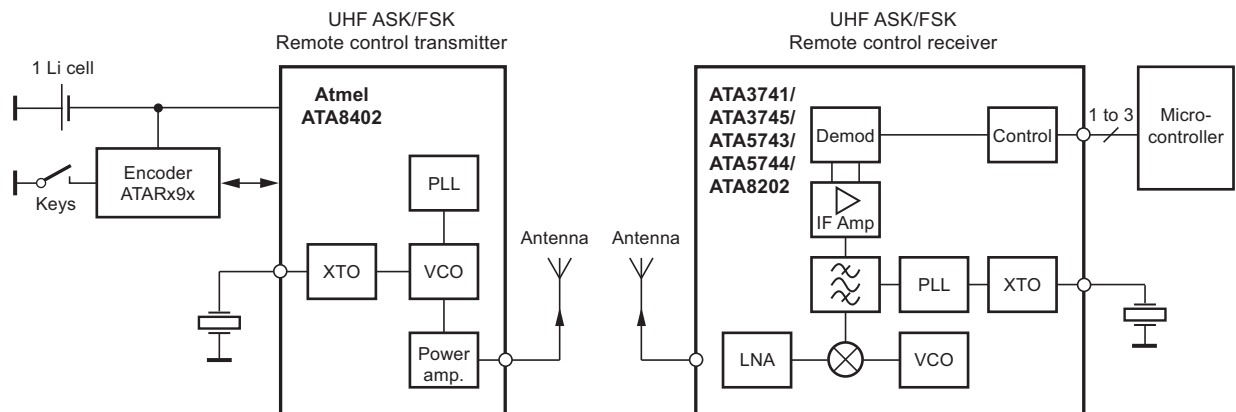 UHF ASK/FSK
Remote control transmitter
UHF ASK/FSK
Remote control receiver
1 Li cell
Atmel
ATA8402
Encoder
ATARx9x
Keys
PLL
XTO
VCO
Power
amp.
Antenna
Antenna
ATA3741/
ATA3745/
ATA5743/
ATA5744/
ATA8202
Demod
Control
1 to 3
Micro-
controller
IF Amp
PLL
XTO
LNA
VCO